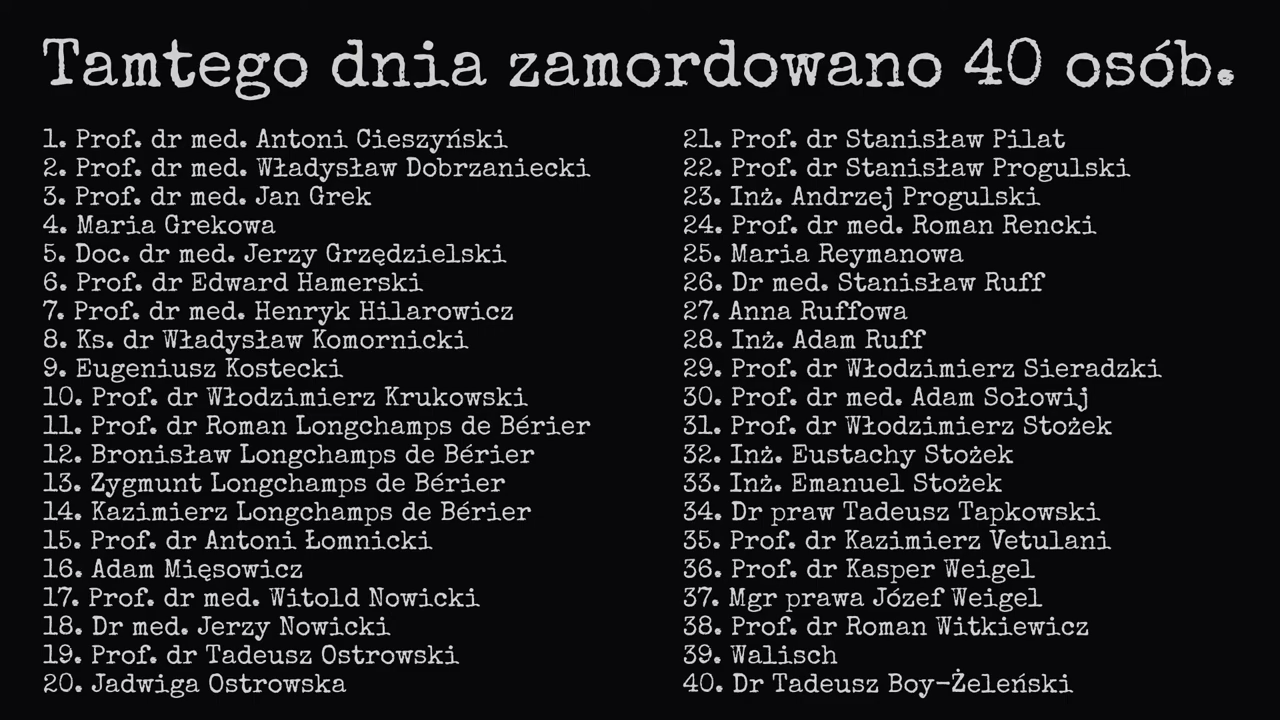 Tamtego dnia zamordowano 40 osób.
1. Prof. dr med. Antoni Cieszyński
2. Prof. dr med. Władysław Dobrzaniecki
3. Prof. dr med. Jan Grek
4. Maria Grekowa
5. Doc. dr med. Jerzy Grzędzielski
6. Prof. dr Edward Hamerski
7. Prof. dr med. Henryk Hilarowicz
8. Ks. dr Władysław Komornicki
9. Eugeniusz Kostecki
10. Prof. dr Włodzimierz Krukowski
11. Prof. dr Roman Longchamps de Bérier
12. Bronisław Longchamps de Bérier
13. Zygmunt Longchamps de Bérier
14. Kazimierz Longchamps de Bérier
15. Prof. dr Antoni Łomnicki
16. Adam Mięsowicz
17. Prof. dr med. Witold Nowicki
18. Dr med. Jerzy Nowicki
19. Prof. dr Tadeusz Ostrowski
20. Jadwiga Ostrowska
21. Prof. dr Stanisław Pilat
22. Prof. dr Stanisław Progulski
23. Inż. Andrzej Progulski
24. Prof. dr med. Roman Rencki
25. Maria Reymanowa
26. Dr med. Stanisław Ruff
27. Anna Ruffowa
28. Inż. Adam Ruff
29. Prof. dr Włodzimierz Sieradzki
30. Prof. dr med. Adam Sołowij
31. Prof. dr Włodzimierz Stożek
32. Inż. Eustachy Stożek
33. Inż. Emanuel Stożek
34. Dr praw Tadeusz Tapkowski
35. Prof. dr Kazimierz Vetulani
36. Prof. dr Kasper Weigel
37. Mgr prawa Józef Weigel
38. Prof. dr Roman Witkiewicz
39. Walisch
40. Dr Tadeusz Boy-Żeleński